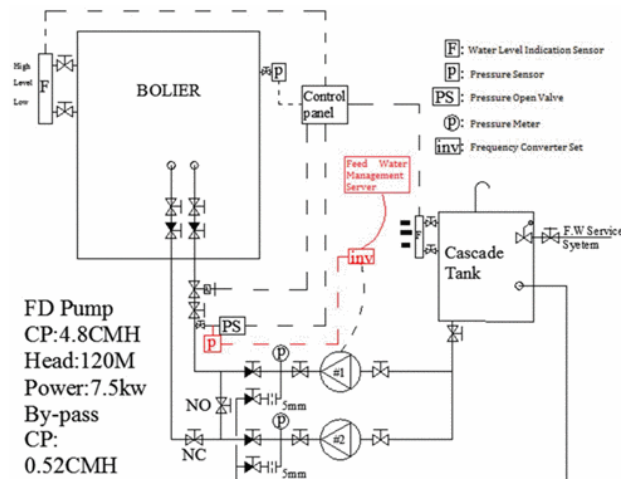 High
Level
Low
F
BOLIER
p
Control
panel
F : Water Level Indication Sensor
p : Pressure Sensor
PS : Pressure Open Valve
p : Pressure Meter
inv : Frequency Converter Set
Feed Water
Management
Server
inv
F
Cascade
Tank
F.W Service
Syetem
PS
p
FD Pump
CP:4.8CMH
Head:120M
Power:7.5kw
By-pass
CP:
0.52CMH
p
#1
5mm
NO
p
#2
NC
5mm